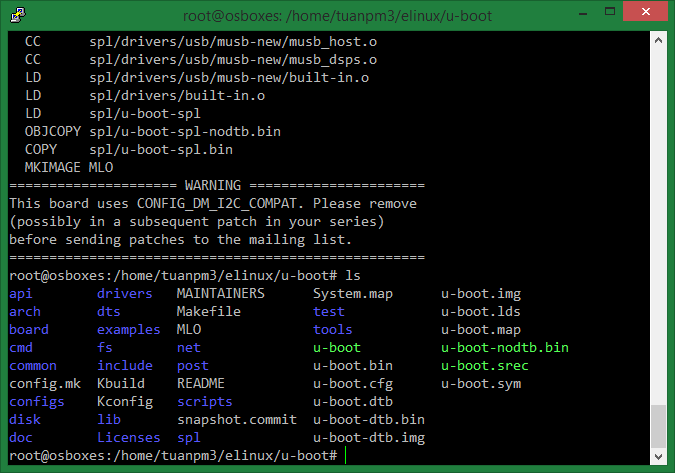 root@osboxes: /home/tuanpm3/elinux/u-boot
CC      spl/drivers/usb/musb-new/musb_host.o
CC      spl/drivers/usb/musb-new/musb_dsps.o
LD      spl/drivers/usb/musb-new/built-in.o
LD      spl/drivers/built-in.o
LD      spl/u-boot-spl
OBJCOPY spl/u-boot-spl-nodtb.bin
COPY    spl/u-boot-spl.bin
MKIMAGE MLO
===================== WARNING ======================
This board uses CONFIG_DM_I2C_COMPAT. Please remove
(possibly in a subsequent patch in your series)
before sending patches to the mailing list.
====================================================
root@osboxes:/home/tuanpm3/elinux/u-boot# ls
api        drivers   MAINTAINERS      System.map      u-boot.img
arch       dts       Makefile         test            u-boot.lds
board      examples  MLO              tools           u-boot.map
cmd        fs        net              u-boot          u-boot-nodtb.bin
common     include   post             u-boot.bin      u-boot.srec
config.mk  Kbuild    README           u-boot.cfg      u-boot.sym
configs    Kconfig   scripts          u-boot.dtb
disk       lib       snapshot.commit  u-boot-dtb.bin
doc        Licenses  spl              u-boot-dtb.img
root@osboxes:/home/tuanpm3/elinux/u-boot#